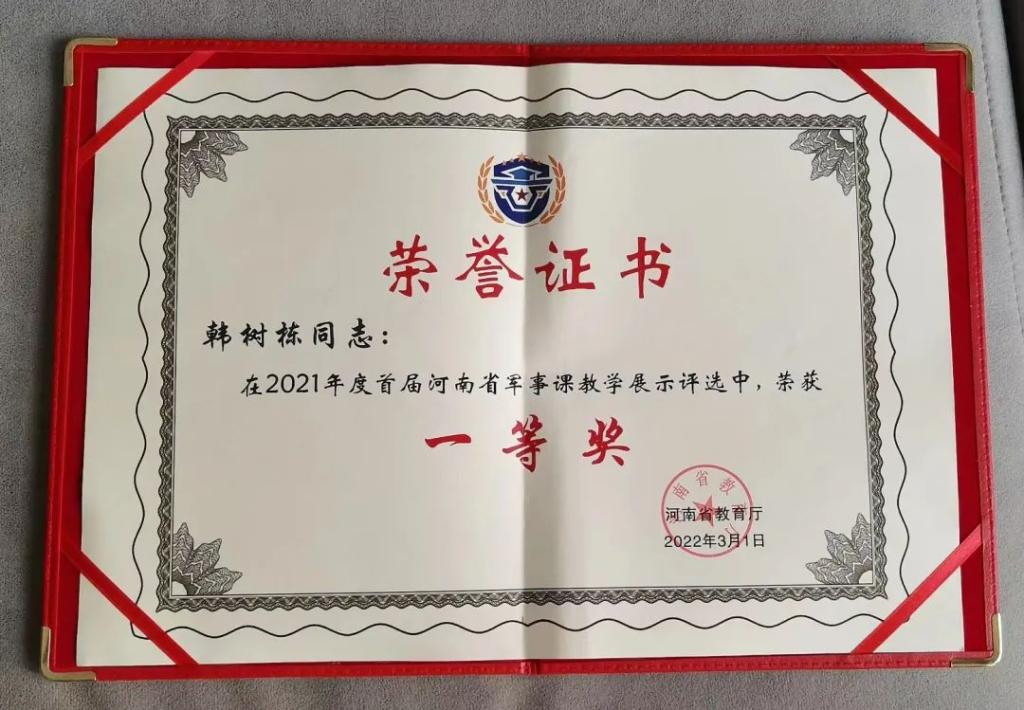 荣誉证书
韩树栋同志：
在2021年度首届河南省军事课教学展示评选中，荣获
一等奖
河南省教育厅
2022年3月1日